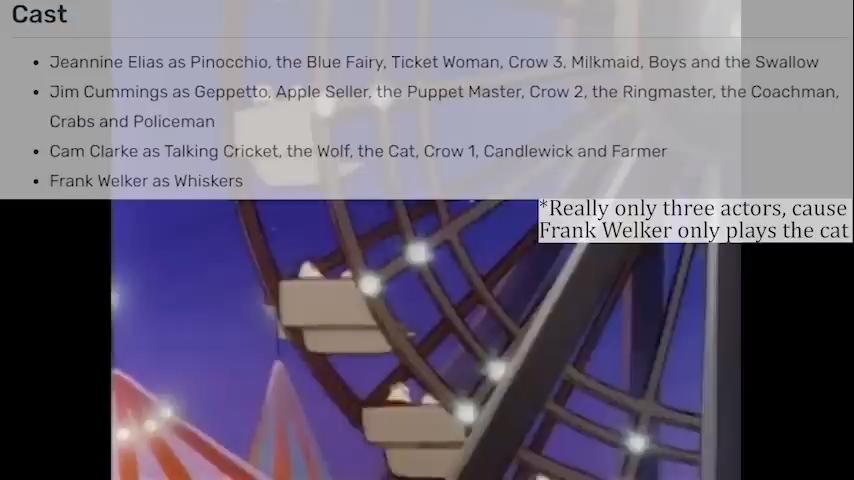 Cast
• Jeannine Elias as Pinocchio, the Blue Fairy, Ticket Woman, Crow 3, Milkmaid, Boys and the Swallow
• Jim Cummings as Geppetto, Apple Seller, the Puppet Master, Crow 2, the Ringmaster, the Coachman,
Crabs and Policeman
• Cam Clarke as Talking Cricket, the Wolf, the Cat, Crow 1, Candlewick and Farmer
• Frank Welker as Whiskers
*Really only three actors, cause
Frank Welker only plays the cat